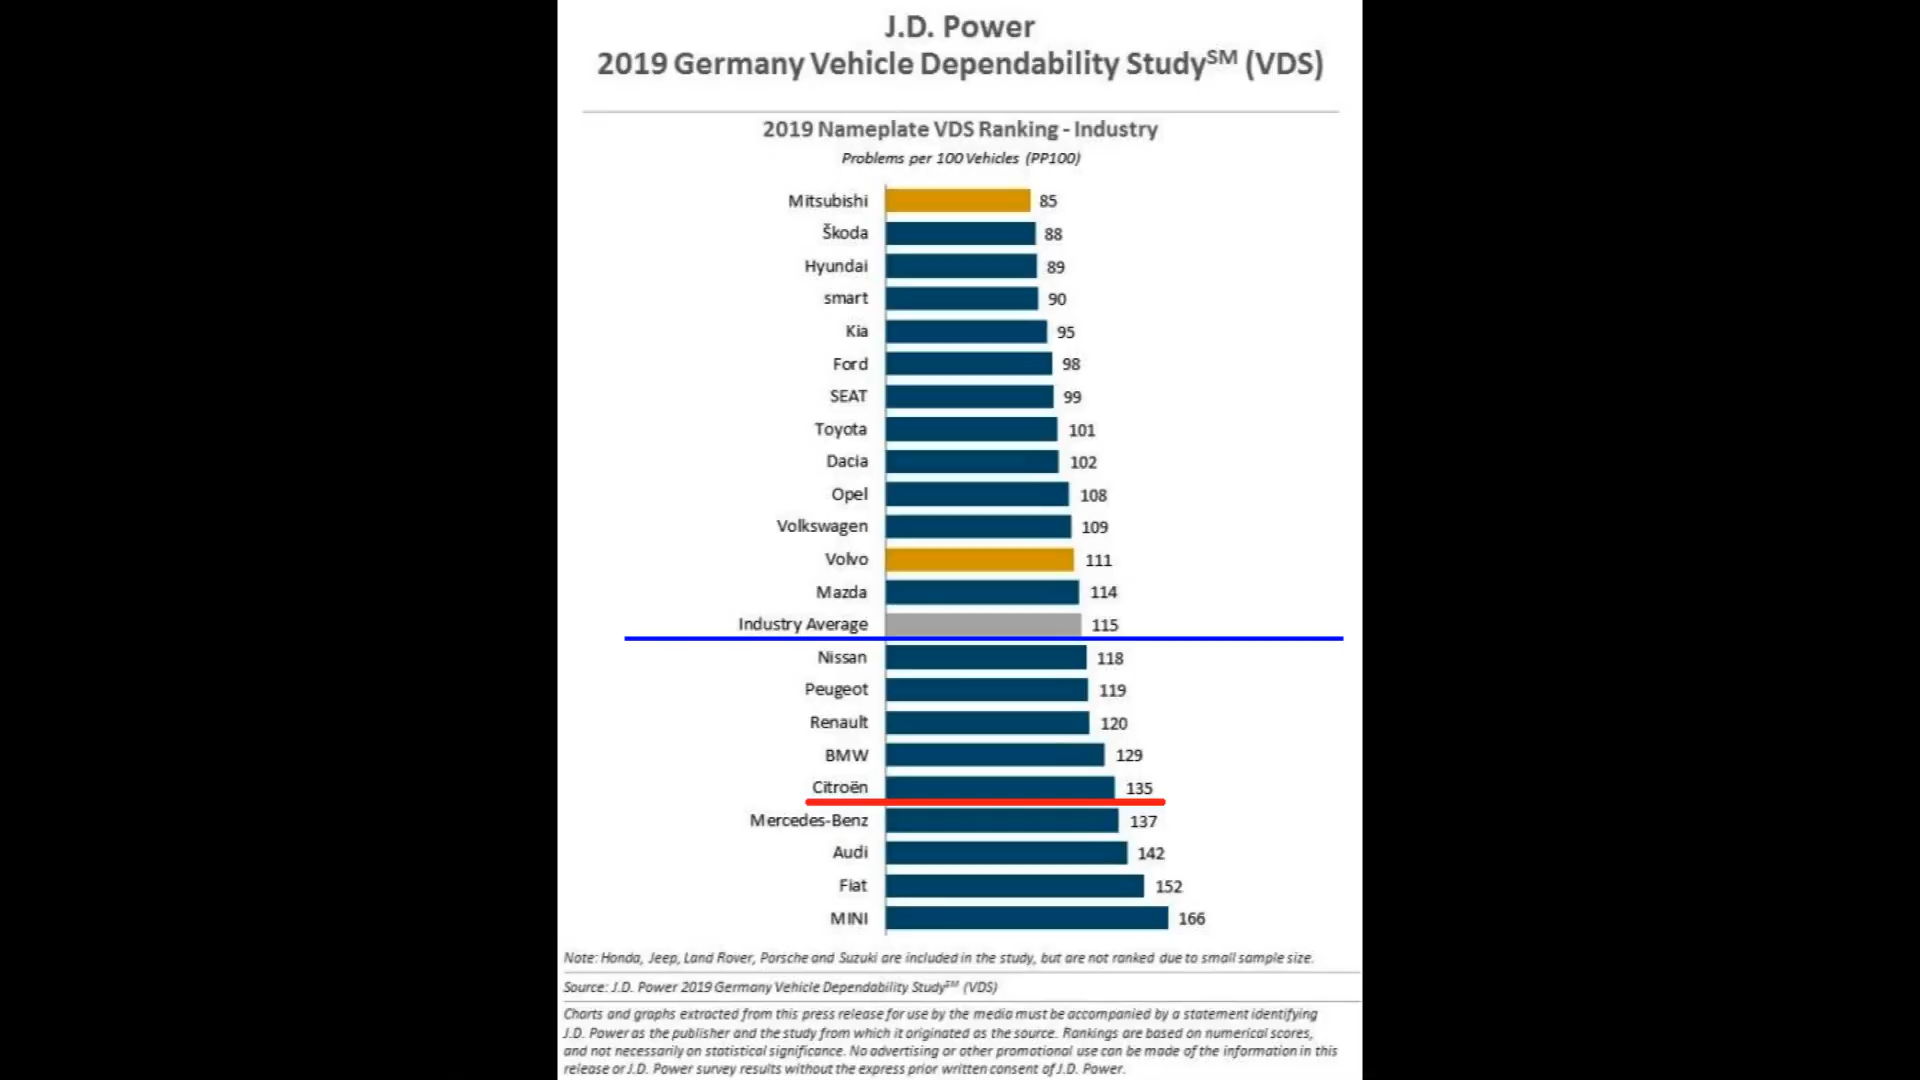 J.D. Power
2019 Germany Vehicle Dependability StudySM (VDS)
2019 Nameplate VDS Ranking - Industry
Problems per 100 Vehicles (PP100)
Mitsubishi 85
Škoda 88
Hyundai 89
smart 90
Kia 95
Ford 98
SEAT 99
Toyota 101
Dacia 102
Opel 108
Volkswagen 109
Volvo 111
Mazda 114
Industry Average 115
Nissan 118
Peugeot 119
Renault 120
BMW 129
Citroën 135
Mercedes-Benz 137
Audi 142
Fiat 152
MINI 166
Note: Honda, Jeep, Land Rover, Porsche and Suzuki are included in the study, but are not ranked due to small sample size.
Source: J.D. Power 2019 Germany Vehicle Dependability StudySM (VDS)
Charts and graphs extracted from this press release for use by the media must be accompanied by a statement identifying
J.D. Power as the publisher and the study from which it originated as the source. Rankings are based on numerical scores,
and not necessarily on statistical significance. No advertising or other promotional use can be made of the information in this
release or J.D. Power survey results without the express prior written consent of J.D. Power.